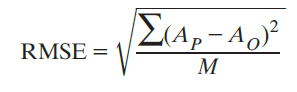 RMSE = √(∑(A_P − A_O)² / M)